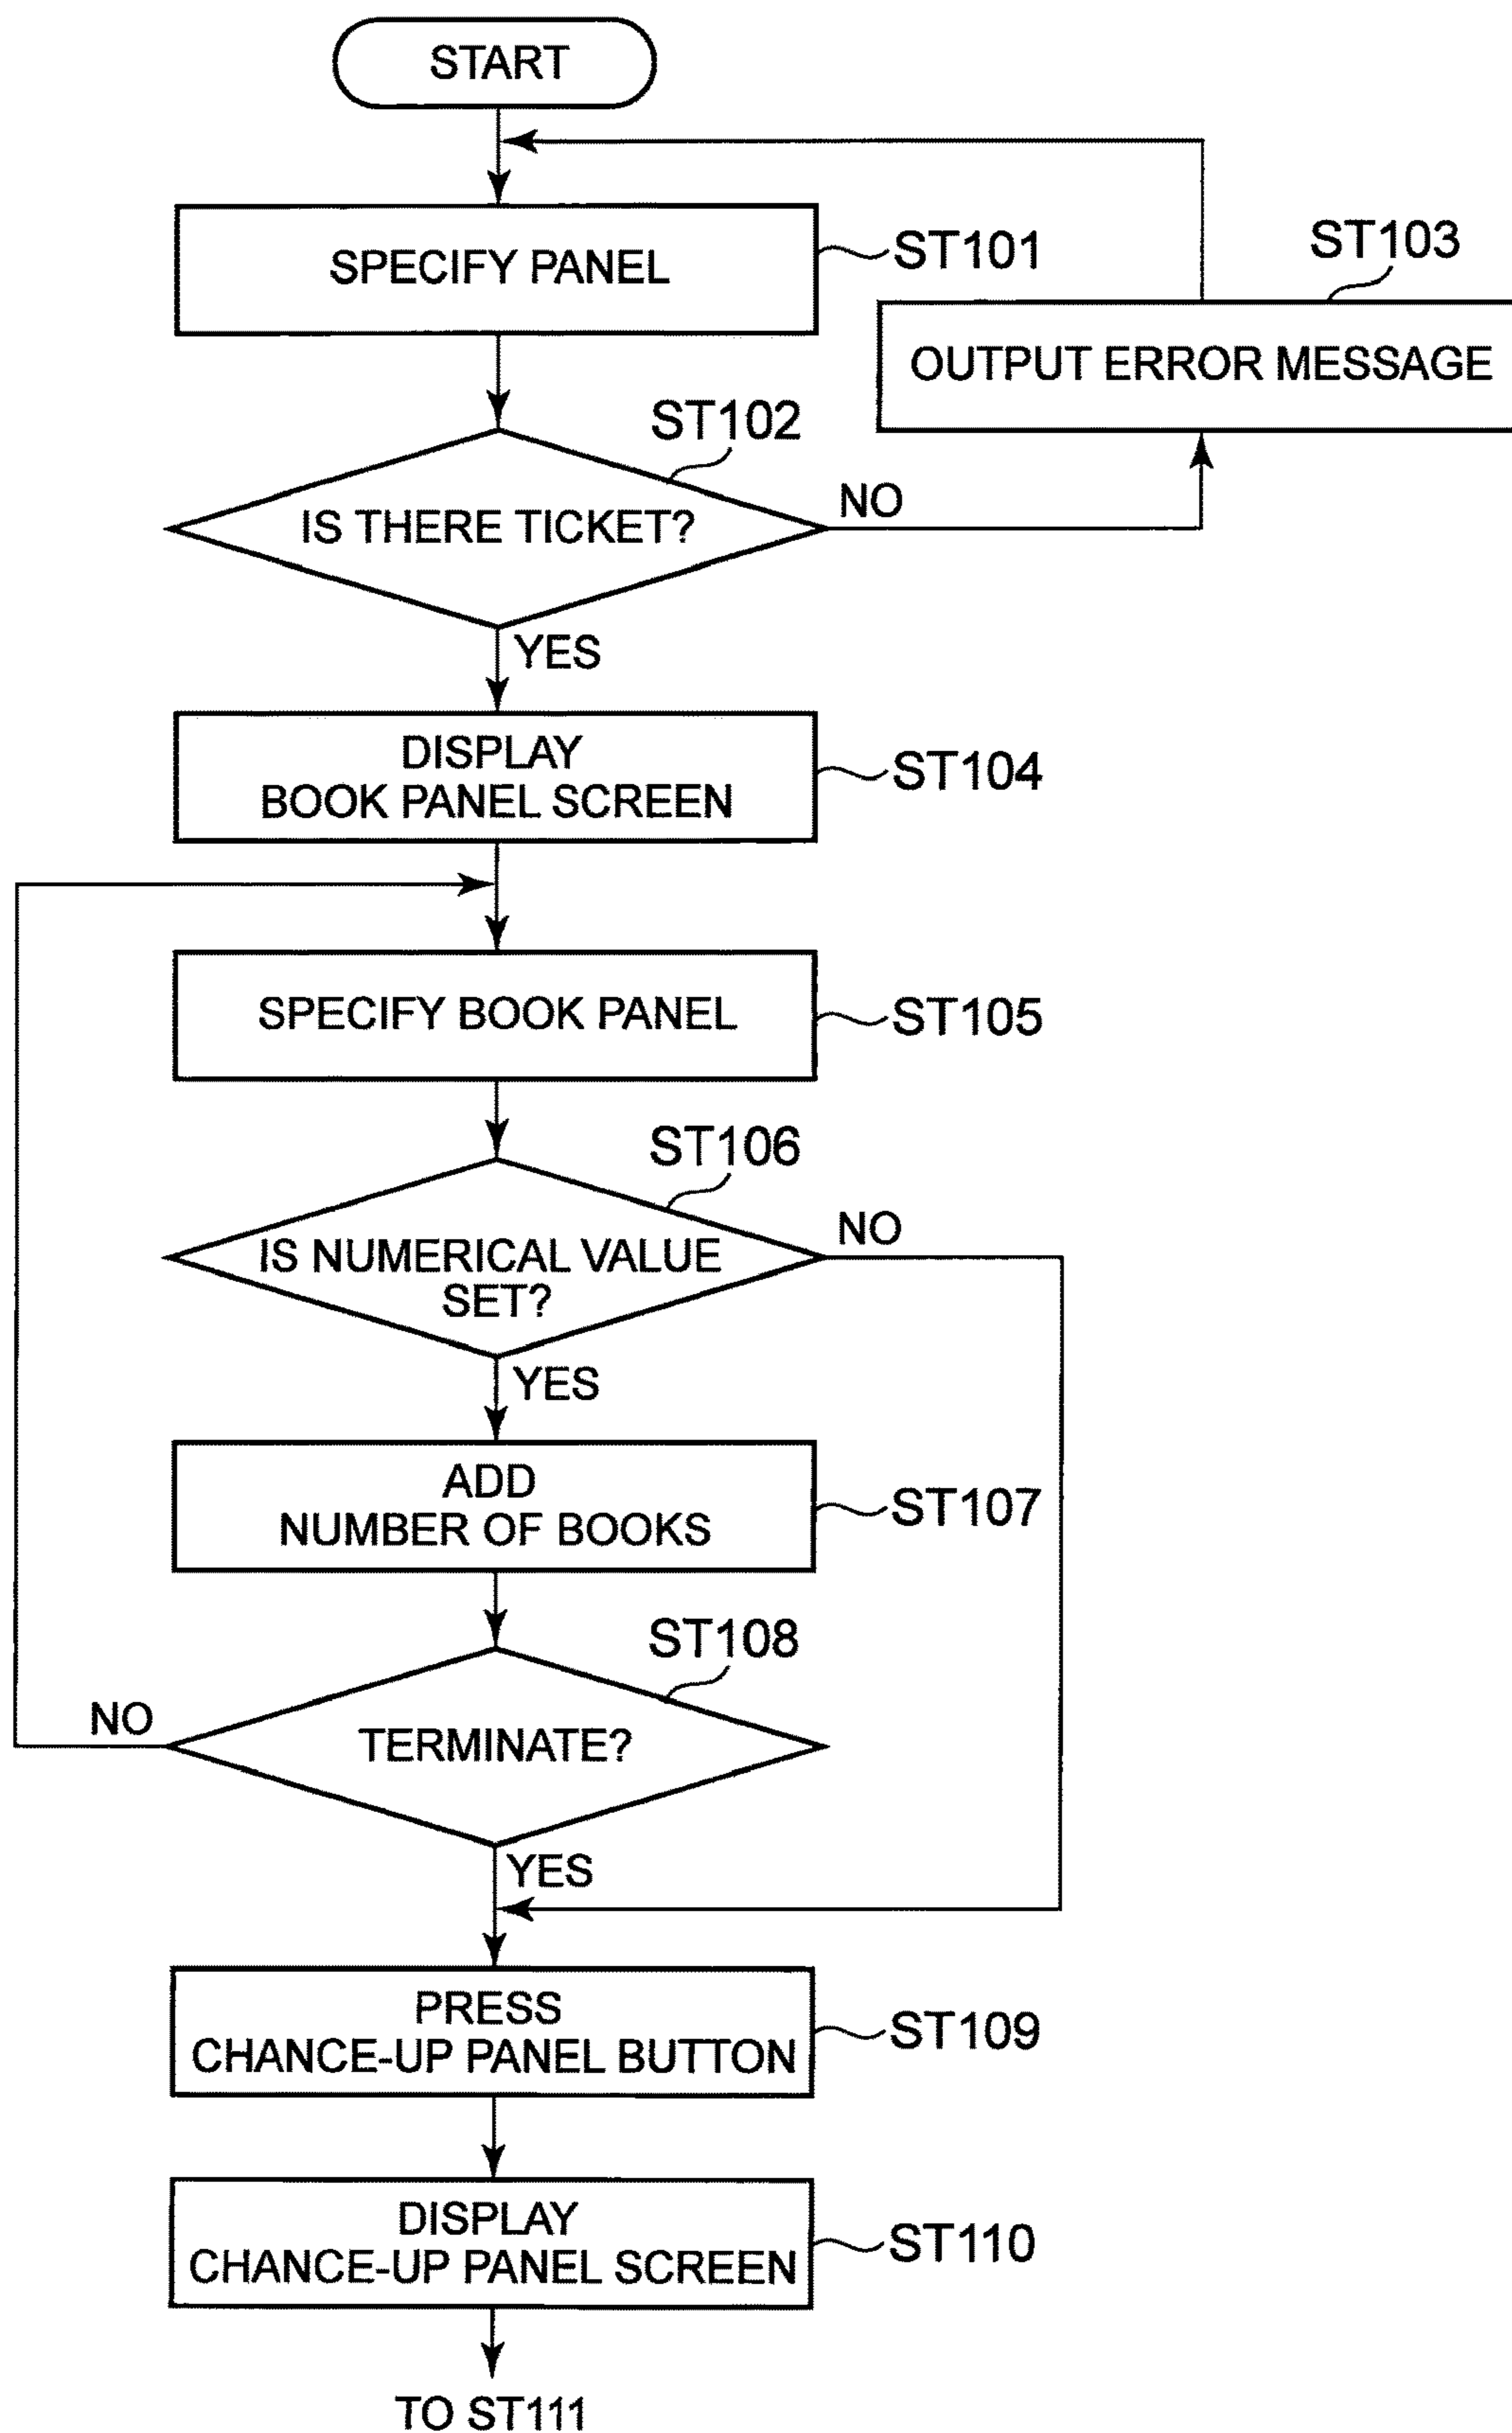 START
SPECIFY PANEL
ST101
ST103
OUTPUT ERROR MESSAGE
ST102
IS THERE TICKET?
NO
YES
DISPLAY
BOOK PANEL SCREEN
ST104
SPECIFY BOOK PANEL
ST105
ST106
IS NUMERICAL VALUE
SET?
NO
YES
ADD
NUMBER OF BOOKS
ST107
ST108
TERMINATE?
NO
YES
PRESS
CHANCE-UP PANEL BUTTON
ST109
DISPLAY
CHANCE-UP PANEL SCREEN
ST110
TO ST111